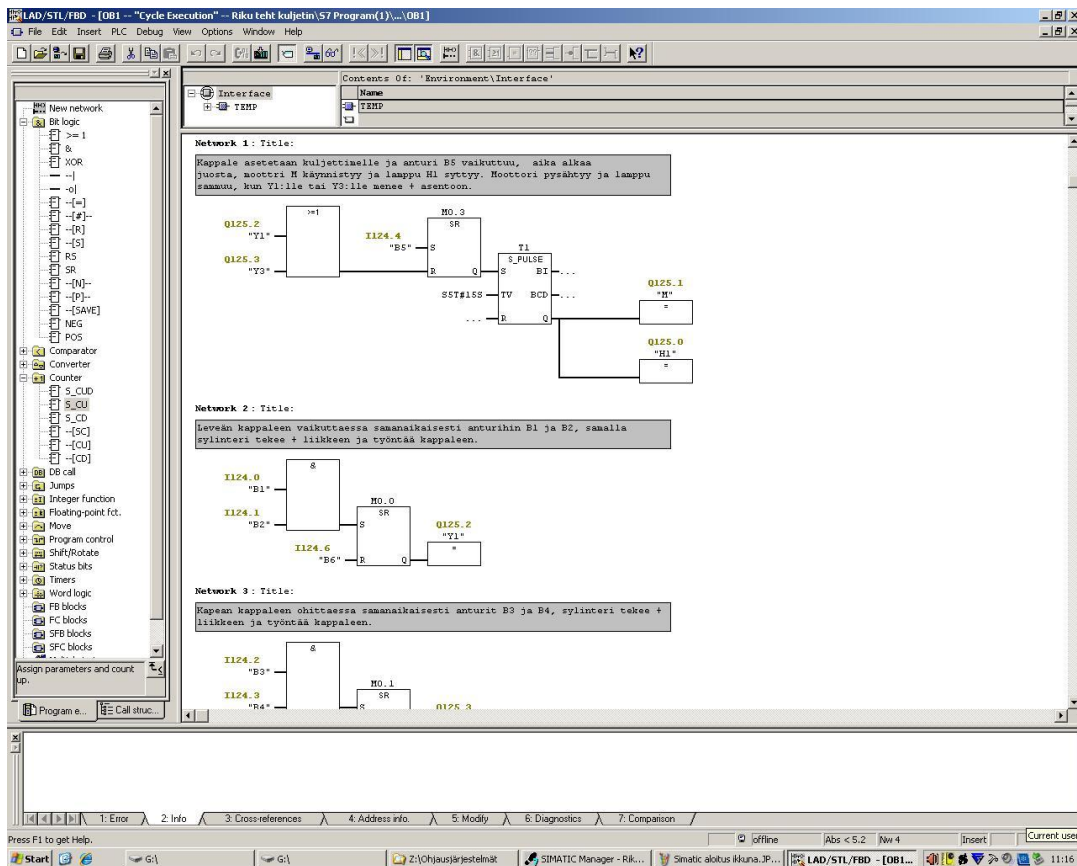 LAD/STL/FBD - [OB1 -- "Cycle Execution" -- Riku teht kuljetin\S7 Program(1)\...\OB1]
File Edit Insert PLC Debug View Options Window Help
Contents Of: 'Environment\Interface'
Interface
Name
TEMP
TEMP
New network
Bit logic
>= 1
&
XOR
--|
-o|
--[=]
--[#]--
--[R]
--[S]
RS
SR
--[N]--
--[P]--
--[SAVE]
NEG
POS
Comparator
Converter
Counter
S_CUD
S_CU
S_CD
--[SC]
--[CU]
--[CD]
DB call
Jumps
Integer function
Floating-point fct.
Move
Program control
Shift/Rotate
Status bits
Timers
Word logic
FB blocks
FC blocks
SFB blocks
SFC blocks
Assign parameters and count up.
Program e...
Call struc...
Network 1 : Title:
Kappale asetetaan kuljettimelle ja anturi B5 vaikuttuu, aika alkaa
juosta, moottri M käynnistyy ja lamppu H1 syttyy. Moottori pysähtyy ja lamppu
sammuu, kun Y1:lle tai Y3:lle menee + asentoon.
>=1
Q125.2
"Y1"
Q125.3
"Y3"
M0.3
SR
I124.4
"B5"
S
R Q
T1
S_PULSE
S BI ...
S5T#15S TV BCD ...
... R Q
Q125.1
"M"
=
Q125.0
"H1"
=
Network 2 : Title:
Leveän kappaleen vaikuttaessa samanaikaisesti anturihin B1 ja B2, samalla
sylinteri tekee + liikkeen ja työntää kappaleen.
&
I124.0
"B1"
I124.1
"B2"
M0.0
SR
S
I124.6
"B6"
R Q
Q125.2
"Y1"
=
Network 3 : Title:
Kapean kappaleen ohittaessa samanaikaisesti anturit B3 ja B4, sylinteri tekee +
liikkeen ja työntää kappaleen.
&
I124.2
"B3"
I124.3
"B4"
M0.1
SR
S
Q125.3
1: Error
2: Info
3: Cross-references
4: Address info.
5: Modify
6: Diagnostics
7: Comparison
Press F1 to get Help.
offline
Abs < 5.2
Nw 4
Insert
Current user
Start
G:\
G:\
Z:\Ohjausjärjestelmät
SIMATIC Manager - Rik...
Simatic aloitus ikkuna.JP...
LAD/STL/FBD - [OB1...
11:16